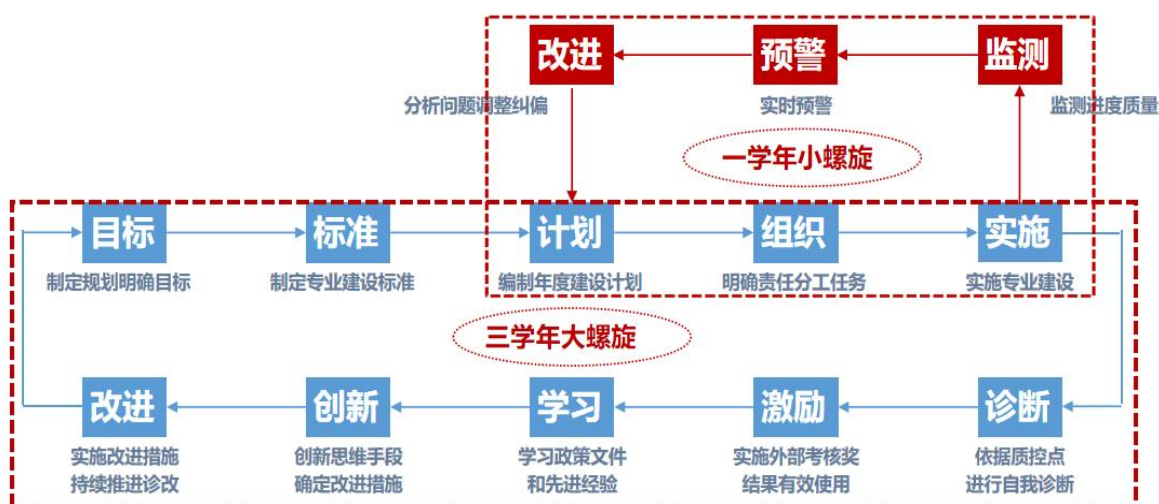 改进
预警
监测
分析问题调整纠偏
实时预警
监测进度质量
一学年小螺旋
目标
标准
计划
组织
实施
制定规划明确目标
制定专业建设标准
编制年度建设计划
明确责任分工任务
实施专业建设
三学年大螺旋
改进
创新
学习
激励
诊断
实施改进措施
持续推进诊改
创新思维手段
确定改进措施
学习政策文件
和先进经验
实施外部考核奖
结果有效使用
依据质控点
进行自我诊断